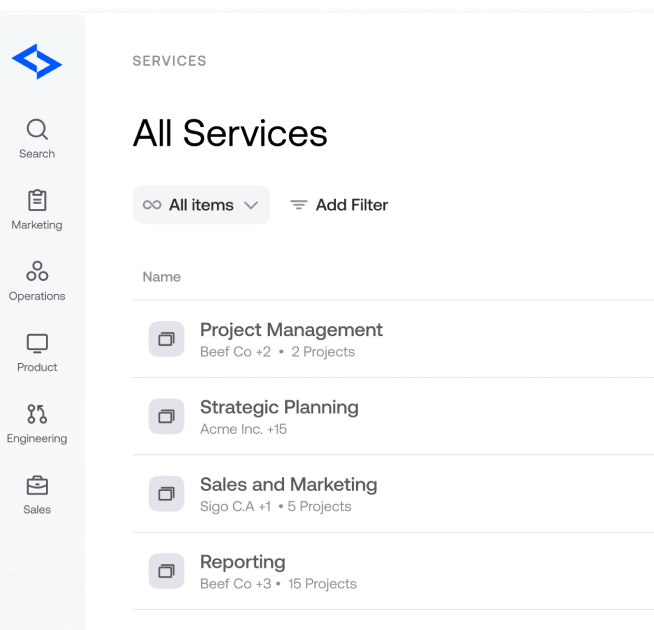 SERVICES
All Services
Search
Marketing
Operations
Product
Engineering
Sales
All items
Add Filter
Name
Project Management
Beef Co +2 • 2 Projects
Strategic Planning
Acme Inc. +15
Sales and Marketing
Sigo C.A +1 • 5 Projects
Reporting
Beef Co +3 • 15 Projects